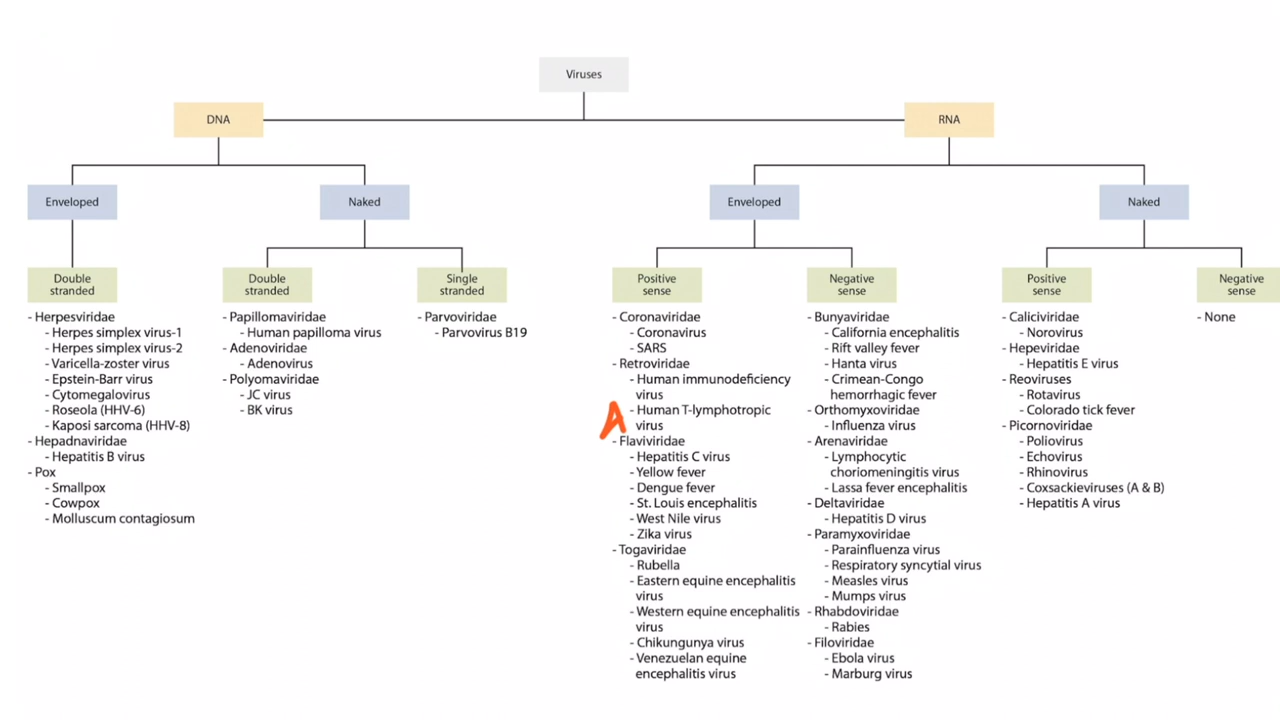 Viruses
DNA
RNA
Enveloped
Naked
Enveloped
Naked
Double
stranded
Double
stranded
Single
stranded
Positive
sense
Negative
sense
Positive
sense
Negative
sense
- Herpesviridae
- Herpes simplex virus-1
- Herpes simplex virus-2
- Varicella-zoster virus
- Epstein-Barr virus
- Cytomegalovirus
- Roseola (HHV-6)
- Kaposi sarcoma (HHV-8)
- Hepadnaviridae
- Hepatitis B virus
- Pox
- Smallpox
- Cowpox
- Molluscum contagiosum
- Papillomaviridae
- Human papilloma virus
- Adenoviridae
- Adenovirus
- Polyomaviridae
- JC virus
- BK virus
- Parvoviridae
- Parvovirus B19
- Coronaviridae
- Coronavirus
- SARS
- Retroviridae
- Human immunodeficiency
virus
- Human T-lymphotropic
virus
A
- Flaviviridae
- Hepatitis C virus
- Yellow fever
- Dengue fever
- St. Louis encephalitis
- West Nile virus
- Zika virus
- Togaviridae
- Rubella
- Eastern equine encephalitis
virus
- Western equine encephalitis
virus
- Chikungunya virus
- Venezuelan equine
encephalitis virus
- Bunyaviridae
- California encephalitis
- Rift valley fever
- Hanta virus
- Crimean-Congo
hemorrhagic fever
- Orthomyxoviridae
- Influenza virus
- Arenaviridae
- Lymphocytic
choriomeningitis virus
- Lassa fever encephalitis
- Deltaviridae
- Hepatitis D virus
- Paramyxoviridae
- Parainfluenza virus
- Respiratory syncytial virus
- Measles virus
- Mumps virus
- Rhabdoviridae
- Rabies
- Filoviridae
- Ebola virus
- Marburg virus
- Caliciviridae
- Norovirus
- Hepeviridae
- Hepatitis E virus
- Reoviruses
- Rotavirus
- Colorado tick fever
- Picornoviridae
- Poliovirus
- Echovirus
- Rhinovirus
- Coxsackieviruses (A & B)
- Hepatitis A virus
- None